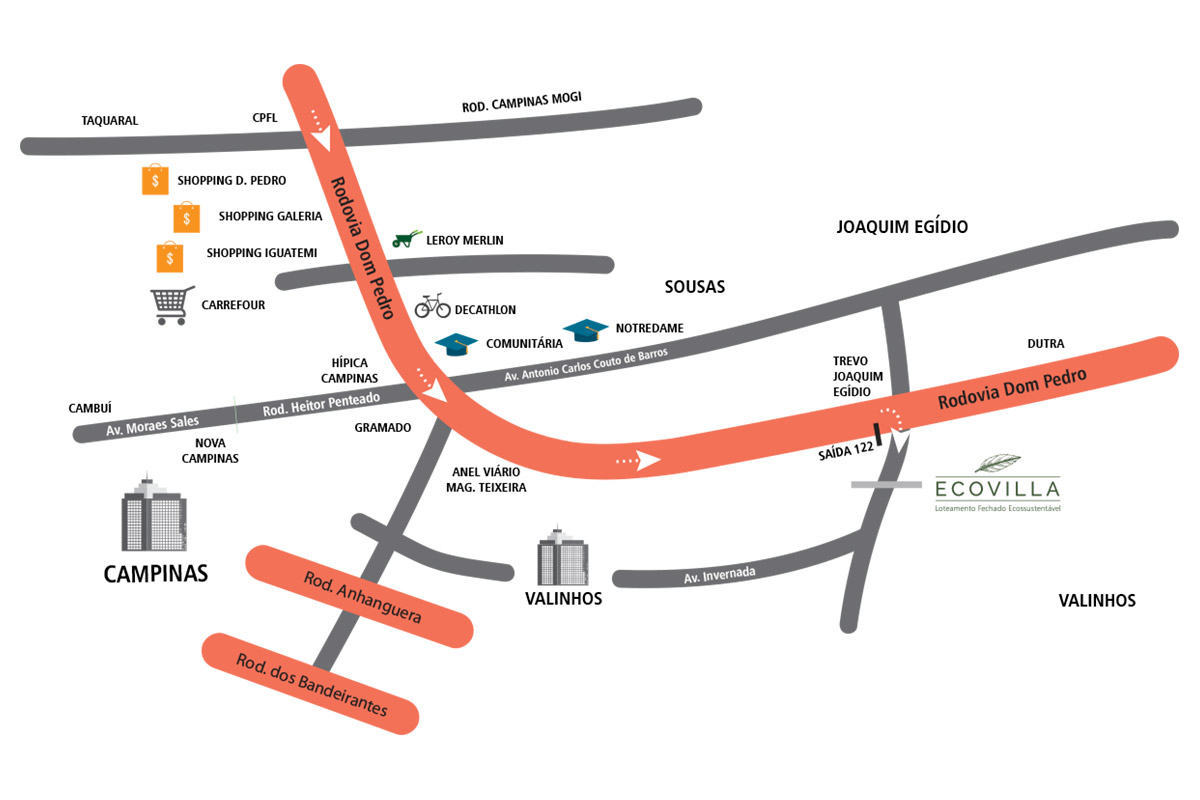 ROD. CAMPINAS MOGI
TAQUARAL
CPFL
SHOPPING D. PEDRO
SHOPPING GALERIA
SHOPPING IGUATEMI
CARREFOUR
Rodovia Dom Pedro
LEROY MERLIN
DECATHLON
COMUNITÁRIA
NOTREDAME
SOUSAS
JOAQUIM EGÍDIO
HÍPICA
CAMPINAS
Av. Antonio Carlos Couto de Barros
CAMBUÍ
Av. Moraes Sales
Rod. Heitor Penteado
NOVA
CAMPINAS
GRAMADO
ANEL VIÁRIO
MAG. TEIXEIRA
TREVO
JOAQUIM
EGÍDIO
DUTRA
Rodovia Dom Pedro
SAÍDA 122
ECOVILLA
Loteamento Fechado Ecossustentável
CAMPINAS
Rod. Anhanguera
Rod. dos Bandeirantes
VALINHOS
Av. Invernada
VALINHOS
$
$
$